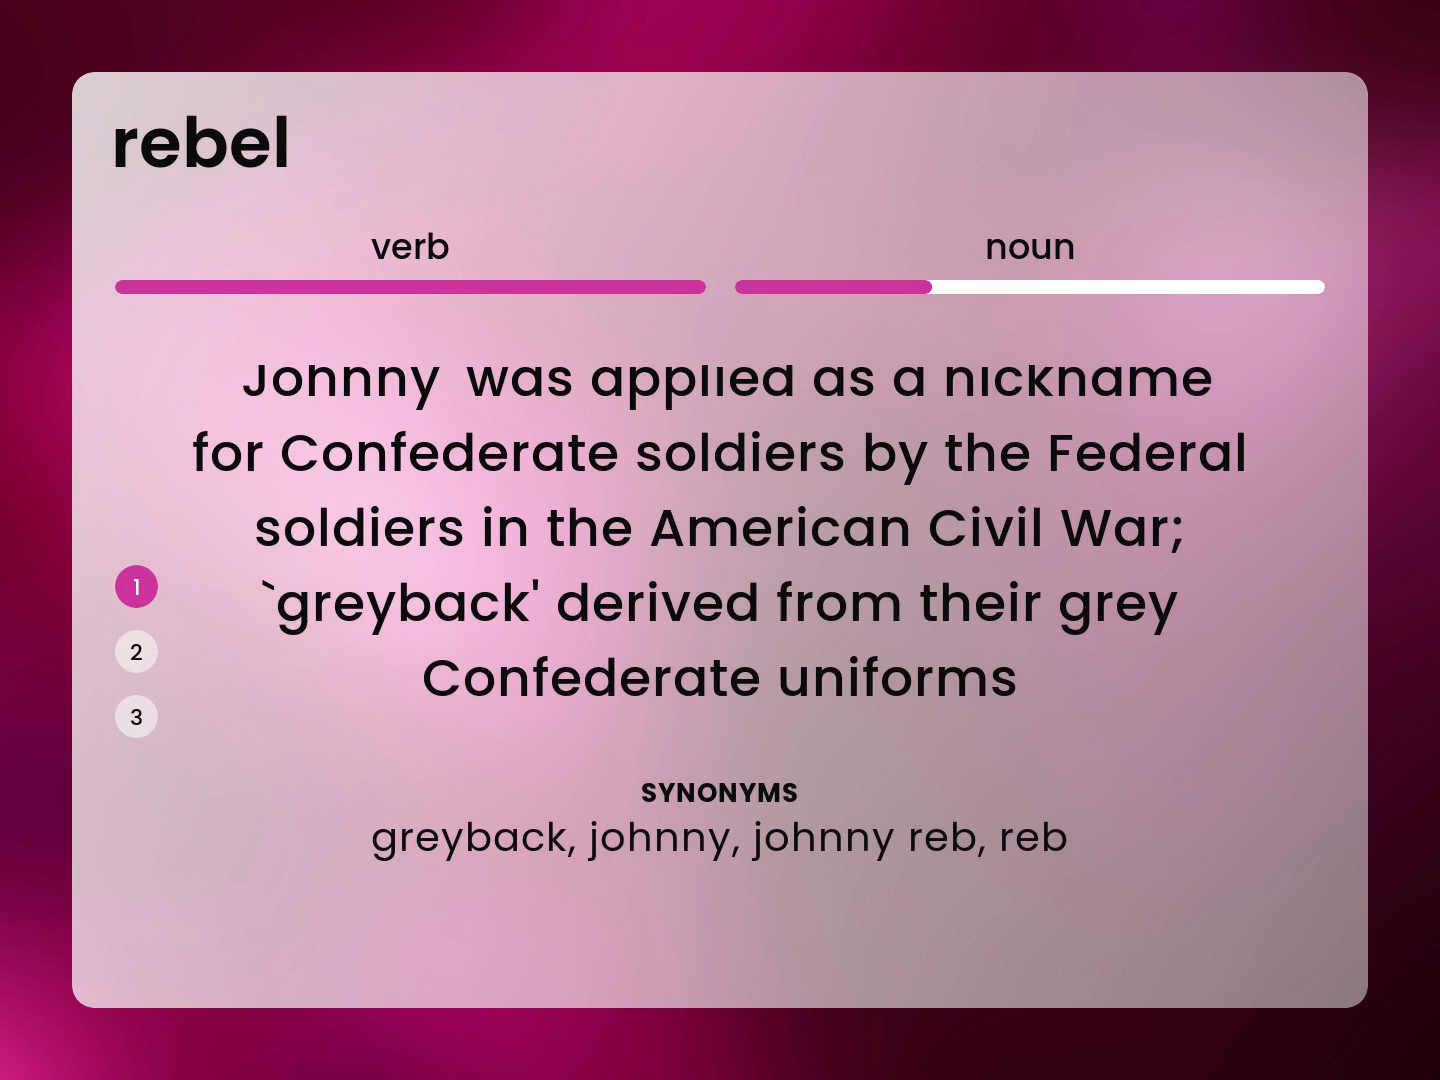 rebel
verb
noun
Johnny was applied as a nickname
for Confederate soldiers by the Federal
soldiers in the American Civil War;
`greyback' derived from their grey
Confederate uniforms
1
2
3
SYNONYMS
greyback, johnny, johnny reb, reb